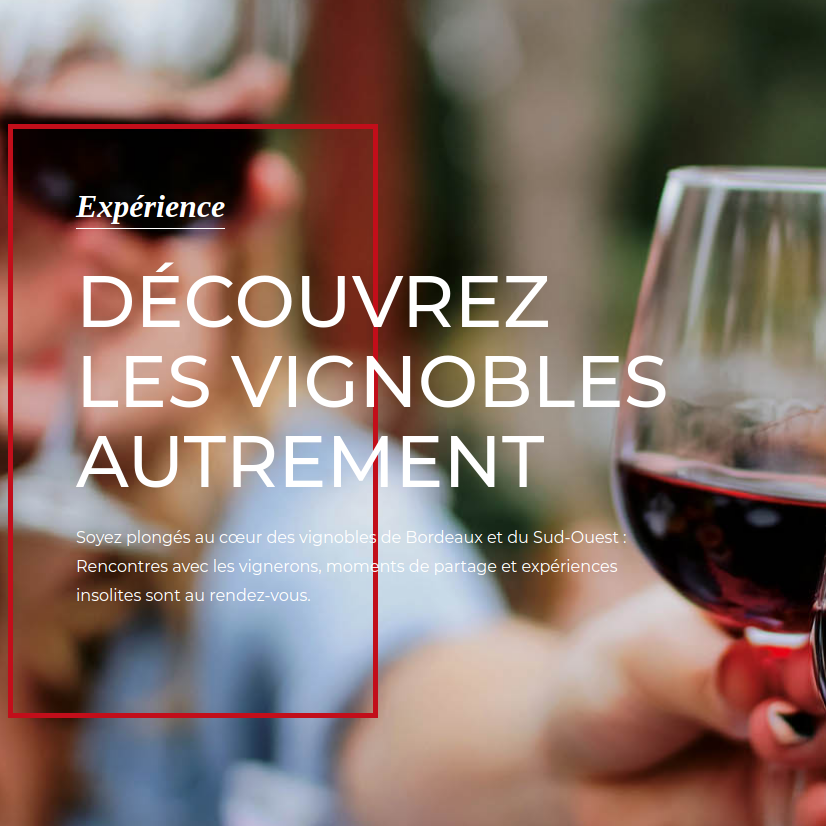 Expérience
DÉCOUVREZ
LES VIGNOBLES
AUTREMENT
Soyez plongés au cœur des vignobles de Bordeaux et du Sud-Ouest :
Rencontres avec les vignerons, moments de partage et expériences
insolites sont au rendez-vous.